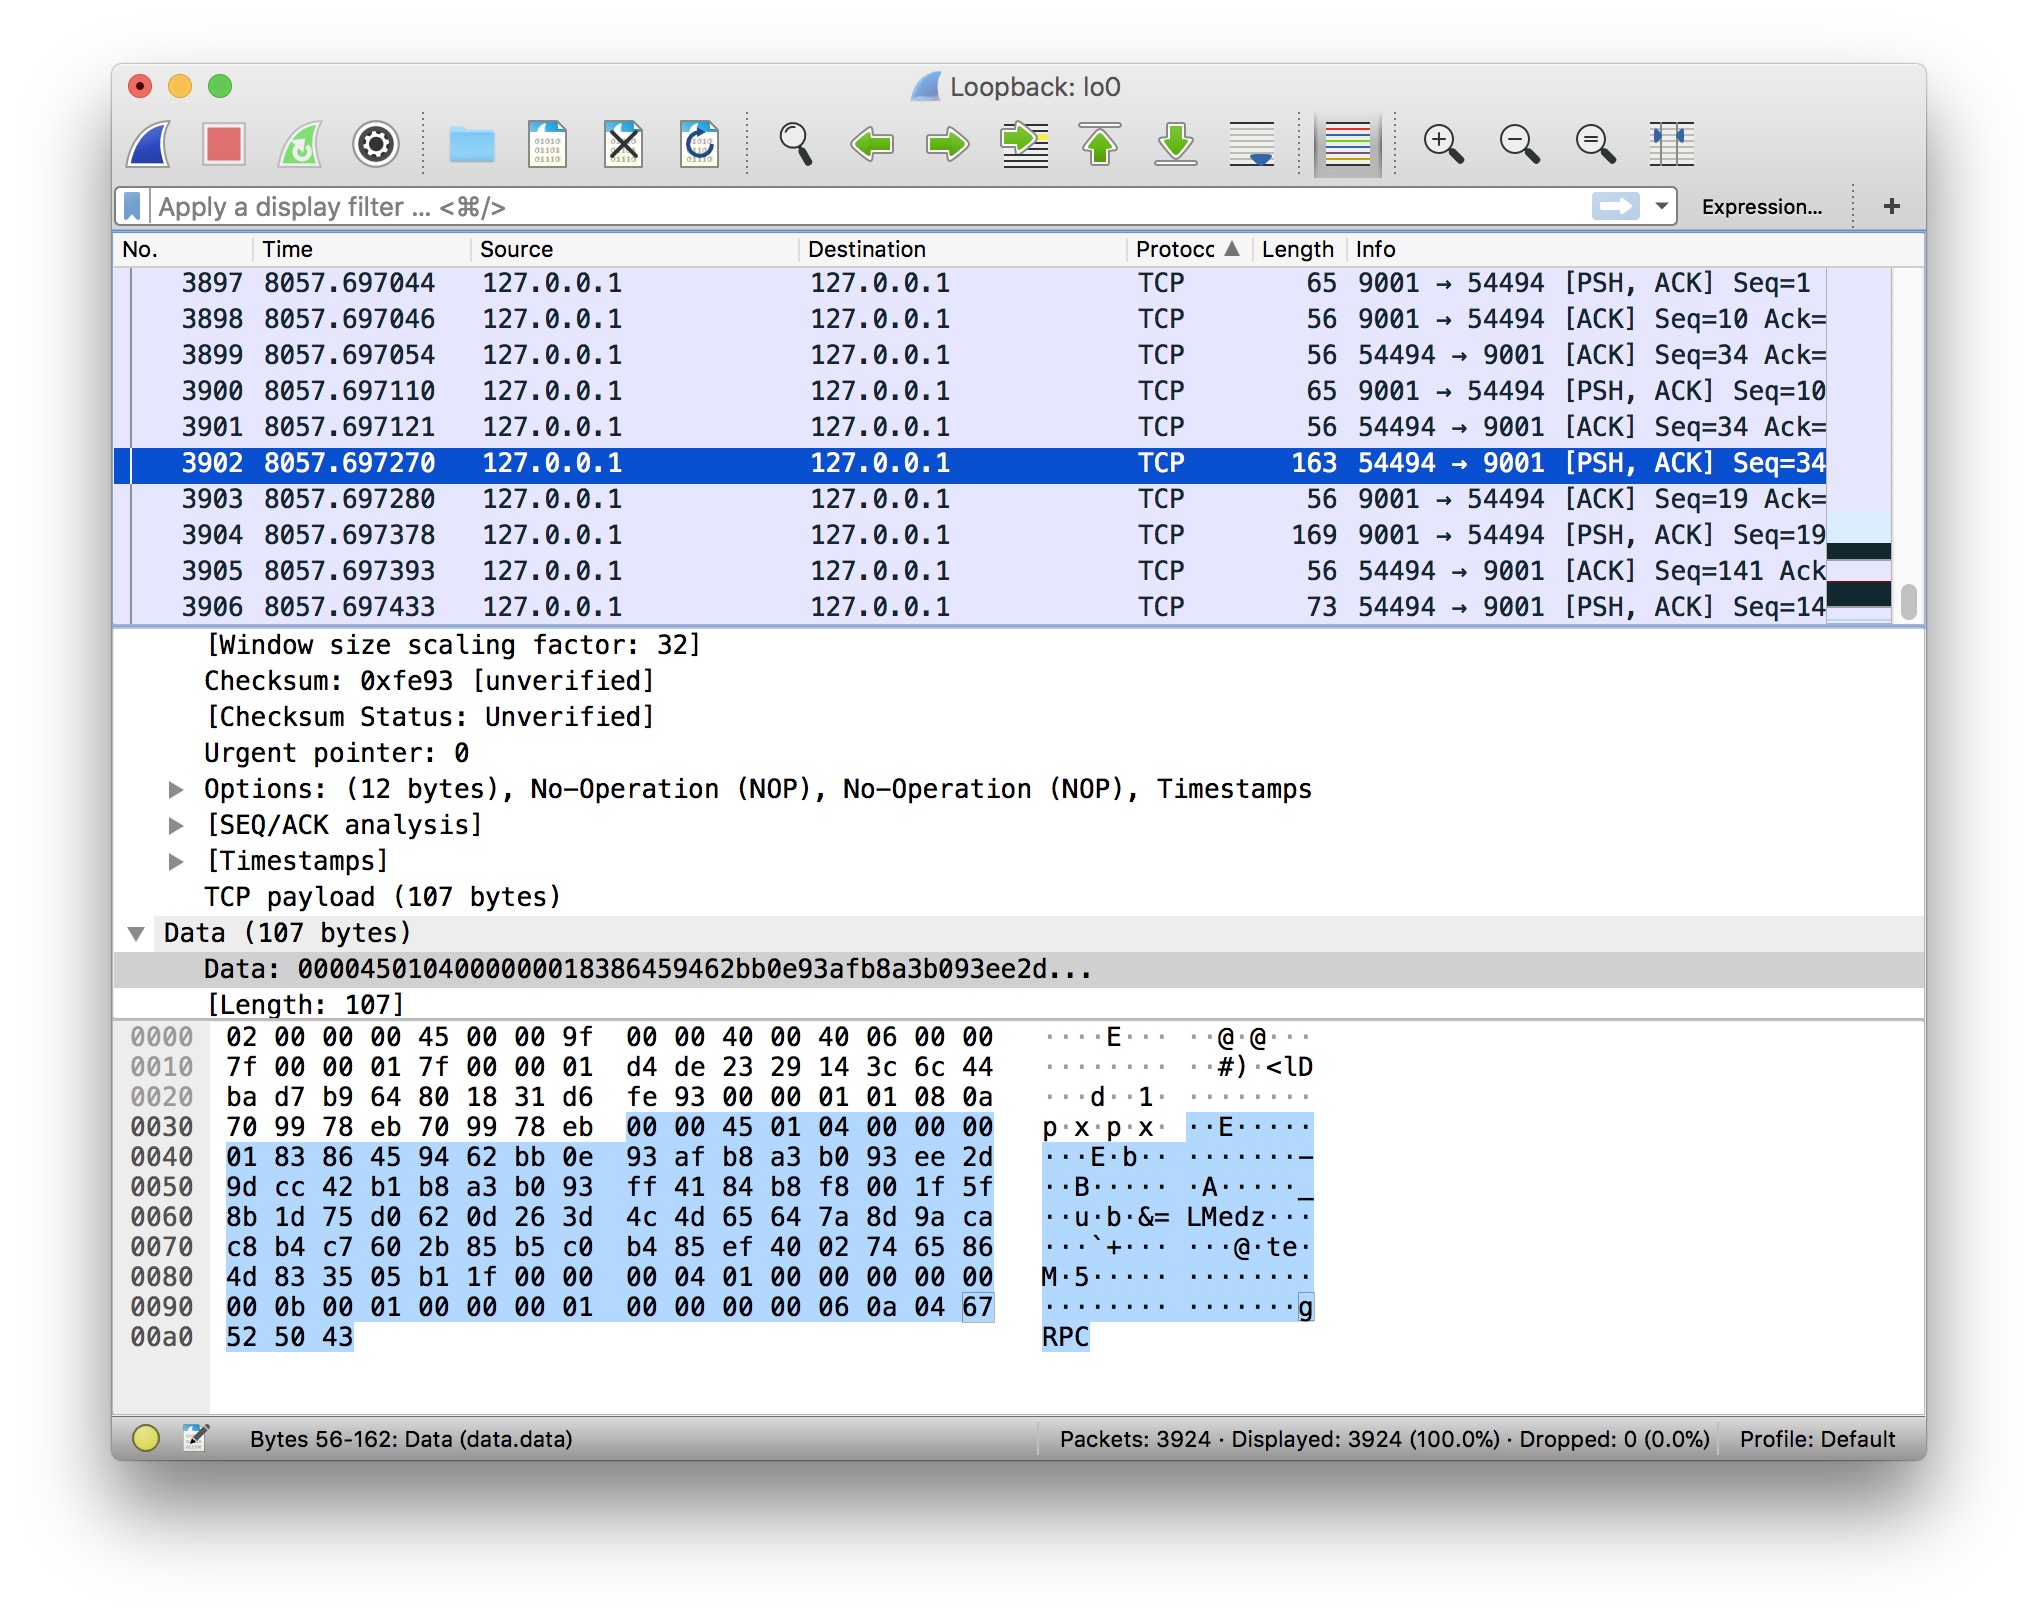 Loopback: lo0
Apply a display filter ... <⌘/>
Expression...
+
No. Time Source Destination Protocc Length Info
3897 8057.697044 127.0.0.1 127.0.0.1 TCP 65 9001 → 54494 [PSH, ACK] Seq=1
3898 8057.697046 127.0.0.1 127.0.0.1 TCP 56 9001 → 54494 [ACK] Seq=10 Ack=
3899 8057.697054 127.0.0.1 127.0.0.1 TCP 56 54494 → 9001 [ACK] Seq=34 Ack=
3900 8057.697110 127.0.0.1 127.0.0.1 TCP 65 9001 → 54494 [PSH, ACK] Seq=10
3901 8057.697121 127.0.0.1 127.0.0.1 TCP 56 54494 → 9001 [ACK] Seq=34 Ack=
3902 8057.697270 127.0.0.1 127.0.0.1 TCP 163 54494 → 9001 [PSH, ACK] Seq=34
3903 8057.697280 127.0.0.1 127.0.0.1 TCP 56 9001 → 54494 [ACK] Seq=19 Ack=
3904 8057.697378 127.0.0.1 127.0.0.1 TCP 169 9001 → 54494 [PSH, ACK] Seq=19
3905 8057.697393 127.0.0.1 127.0.0.1 TCP 56 54494 → 9001 [ACK] Seq=141 Ack
3906 8057.697433 127.0.0.1 127.0.0.1 TCP 73 54494 → 9001 [PSH, ACK] Seq=14
[Window size scaling factor: 32]
Checksum: 0xfe93 [unverified]
[Checksum Status: Unverified]
Urgent pointer: 0
Options: (12 bytes), No-Operation (NOP), No-Operation (NOP), Timestamps
[SEQ/ACK analysis]
[Timestamps]
TCP payload (107 bytes)
Data (107 bytes)
Data: 000045010400000001838645946​2bb0e93afb8a3b093ee2d...
[Length: 107]
0000 02 00 00 00 45 00 00 9f 00 00 40 00 40 06 00 00 ····E··· ··@·@···
0010 7f 00 00 01 7f 00 00 01 d4 de 23 29 14 3c 6c 44 ········ ··#)·<lD
0020 ba d7 b9 64 80 18 31 d6 fe 93 00 00 01 01 08 0a ···d··1· ········
0030 70 99 78 eb 70 99 78 eb 00 00 45 01 04 00 00 00 p·x·p·x· ··E·····
0040 01 83 86 45 94 62 bb 0e 93 af b8 a3 b0 93 ee 2d ···E·b·· ·······-
0050 9d cc 42 b1 b8 a3 b0 93 ff 41 84 b8 f8 00 1f 5f ··B····· ·A·····_
0060 8b 1d 75 d0 62 0d 26 3d 4c 4d 65 64 7a 8d 9a ca ··u·b·&= LMedz···
0070 c8 b4 c7 60 2b 85 b5 c0 b4 85 ef 40 02 74 65 86 ···`+··· ···@·te·
0080 4d 83 35 05 b1 1f 00 00 00 04 01 00 00 00 00 00 M·5····· ········
0090 00 0b 00 01 00 00 00 01 00 00 00 00 06 0a 04 67 ········ ·······g
00a0 52 50 43 RPC
Bytes 56-162: Data (data.data) Packets: 3924 · Displayed: 3924 (100.0%) · Dropped: 0 (0.0%) Profile: Default